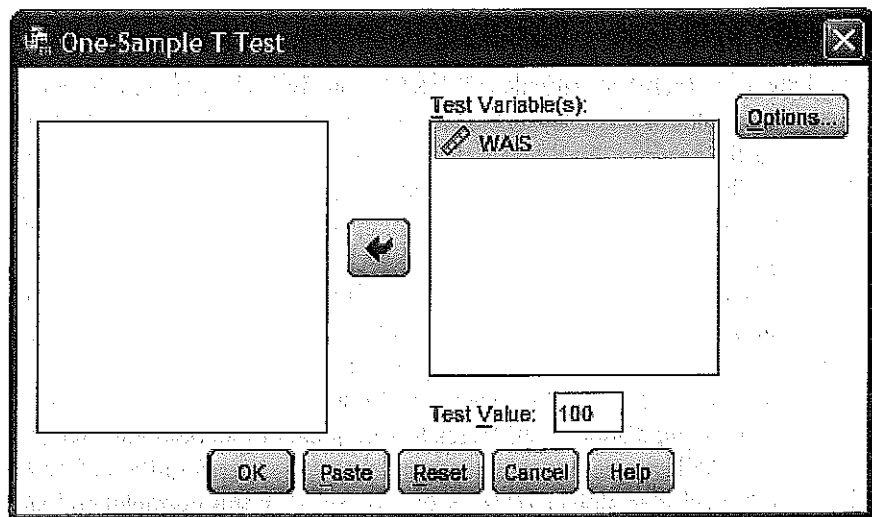 One-Sample T Test
Test Variable(s):
Options...
WAIS
Test Value: 100
OK Paste Reset Cancel Help